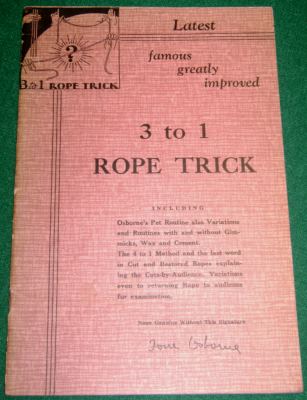 Latest
?
3 to 1 ROPE TRICK
famous
greatly
improved
3 to 1
ROPE TRICK
INCLUDING
Osborne's Pet Routine also Variations
and Routines with and without Gim-
micks, Wax and Cement.
The 4 to 1 Method and the last word
in Cut and Restored Ropes explain-
ing the Cuts-by-Audience. Variations
even to returning Rope to audience
for examination.
None Genuine Without This Signature
Tom Osborne